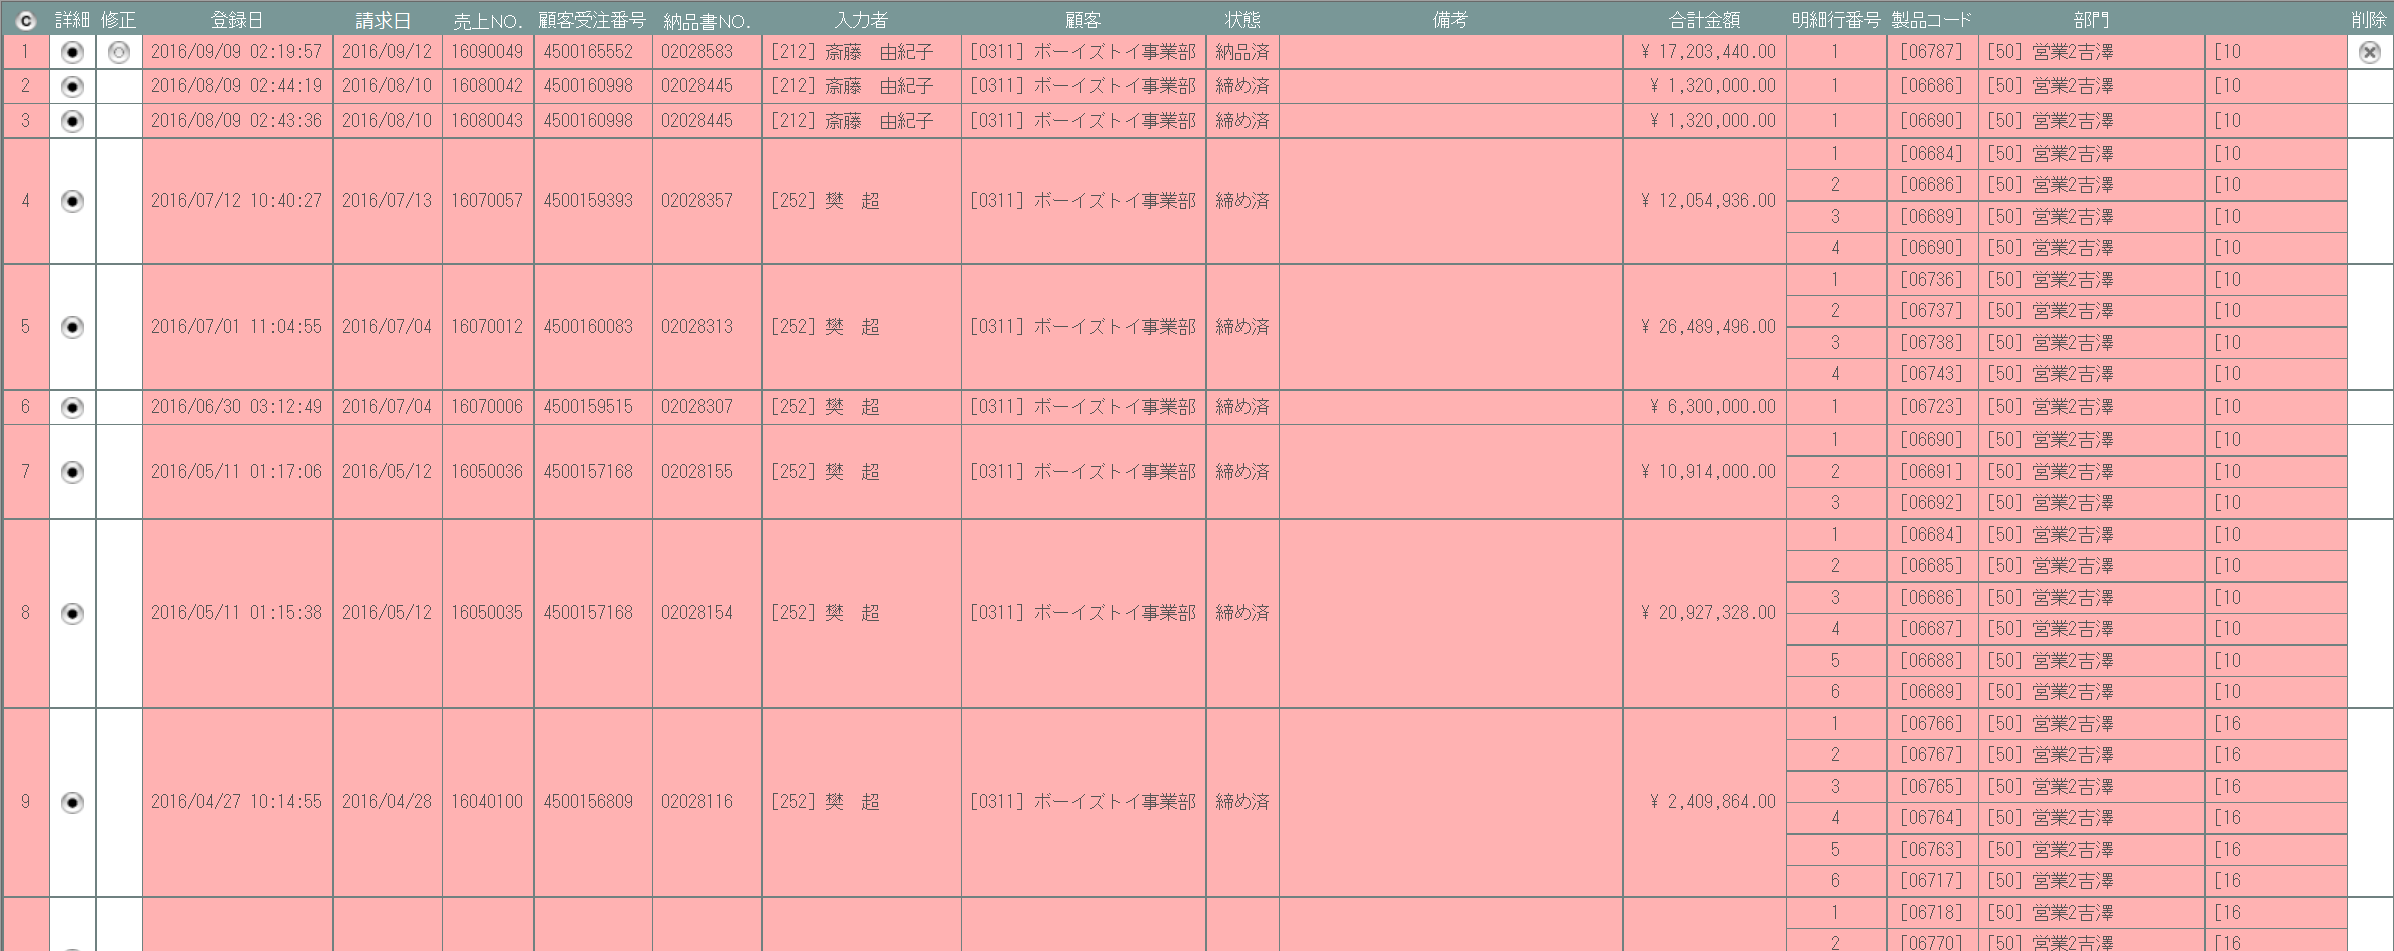 C 詳細 修正 登録日 請求日 売上NO. 顧客受注番号 納品書NO. 入力者 顧客 状態 備考 合計金額 明細行番号 製品コード 部門 削除
1 2016/09/09 02:19:57 2016/09/12 16090049 4500165552 02028583 [212] 斎藤　由紀子 [0311] ボーイズトイ事業部 納品済 ¥ 17,203,440.00 1 [06787] [50] 営業2吉澤 [10
2 2016/08/09 02:44:19 2016/08/10 16080042 4500160998 02028445 [212] 斎藤　由紀子 [0311] ボーイズトイ事業部 締め済 ¥ 1,320,000.00 1 [06686] [50] 営業2吉澤 [10
3 2016/08/09 02:43:36 2016/08/10 16080043 4500160998 02028445 [212] 斎藤　由紀子 [0311] ボーイズトイ事業部 締め済 ¥ 1,320,000.00 1 [06690] [50] 営業2吉澤 [10
4 2016/07/12 10:40:27 2016/07/13 16070057 4500159393 02028357 [252] 樊　超 [0311] ボーイズトイ事業部 締め済 ¥ 12,054,936.00 1 [06684] [50] 営業2吉澤 [10
2 [06686] [50] 営業2吉澤 [10
3 [06689] [50] 営業2吉澤 [10
4 [06690] [50] 営業2吉澤 [10
5 2016/07/01 11:04:55 2016/07/04 16070012 4500160083 02028313 [252] 樊　超 [0311] ボーイズトイ事業部 締め済 ¥ 26,489,496.00 1 [06736] [50] 営業2吉澤 [10
2 [06737] [50] 営業2吉澤 [10
3 [06738] [50] 営業2吉澤 [10
4 [06743] [50] 営業2吉澤 [10
6 2016/06/30 03:12:49 2016/07/04 16070006 4500159515 02028307 [252] 樊　超 [0311] ボーイズトイ事業部 締め済 ¥ 6,300,000.00 1 [06723] [50] 営業2吉澤 [10
7 2016/05/11 01:17:06 2016/05/12 16050036 4500157168 02028155 [252] 樊　超 [0311] ボーイズトイ事業部 締め済 ¥ 10,914,000.00 1 [06690] [50] 営業2吉澤 [10
2 [06691] [50] 営業2吉澤 [10
3 [06692] [50] 営業2吉澤 [10
8 2016/05/11 01:15:38 2016/05/12 16050035 4500157168 02028154 [252] 樊　超 [0311] ボーイズトイ事業部 締め済 ¥ 20,927,328.00 1 [06684] [50] 営業2吉澤 [10
2 [06685] [50] 営業2吉澤 [10
3 [06686] [50] 営業2吉澤 [10
4 [06687] [50] 営業2吉澤 [10
5 [06688] [50] 営業2吉澤 [10
6 [06689] [50] 営業2吉澤 [10
9 2016/04/27 10:14:55 2016/04/28 16040100 4500156809 02028116 [252] 樊　超 [0311] ボーイズトイ事業部 締め済 ¥ 2,409,864.00 1 [06766] [50] 営業2吉澤 [16
2 [06767] [50] 営業2吉澤 [16
3 [06765] [50] 営業2吉澤 [16
4 [06764] [50] 営業2吉澤 [16
5 [06763] [50] 営業2吉澤 [16
6 [06717] [50] 営業2吉澤 [16
1 [06718] [50] 営業2吉澤 [16
2 [06770] [50] 営業2吉澤 [16